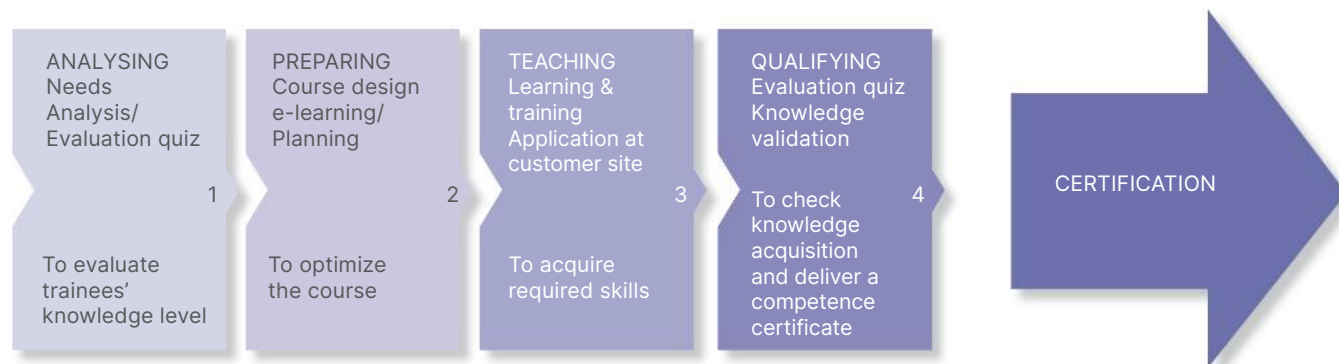 ANALYSING
Needs
Analysis/
Evaluation quiz
1
To evaluate
trainees’
knowledge level
PREPARING
Course design
e-learning/
Planning
2
To optimize
the course
TEACHING
Learning &
training
Application at
customer site
3
To acquire
required skills
QUALIFYING
Evaluation quiz
Knowledge
validation
4
To check
knowledge
acquisition
and deliver a
competence
certificate
CERTIFICATION